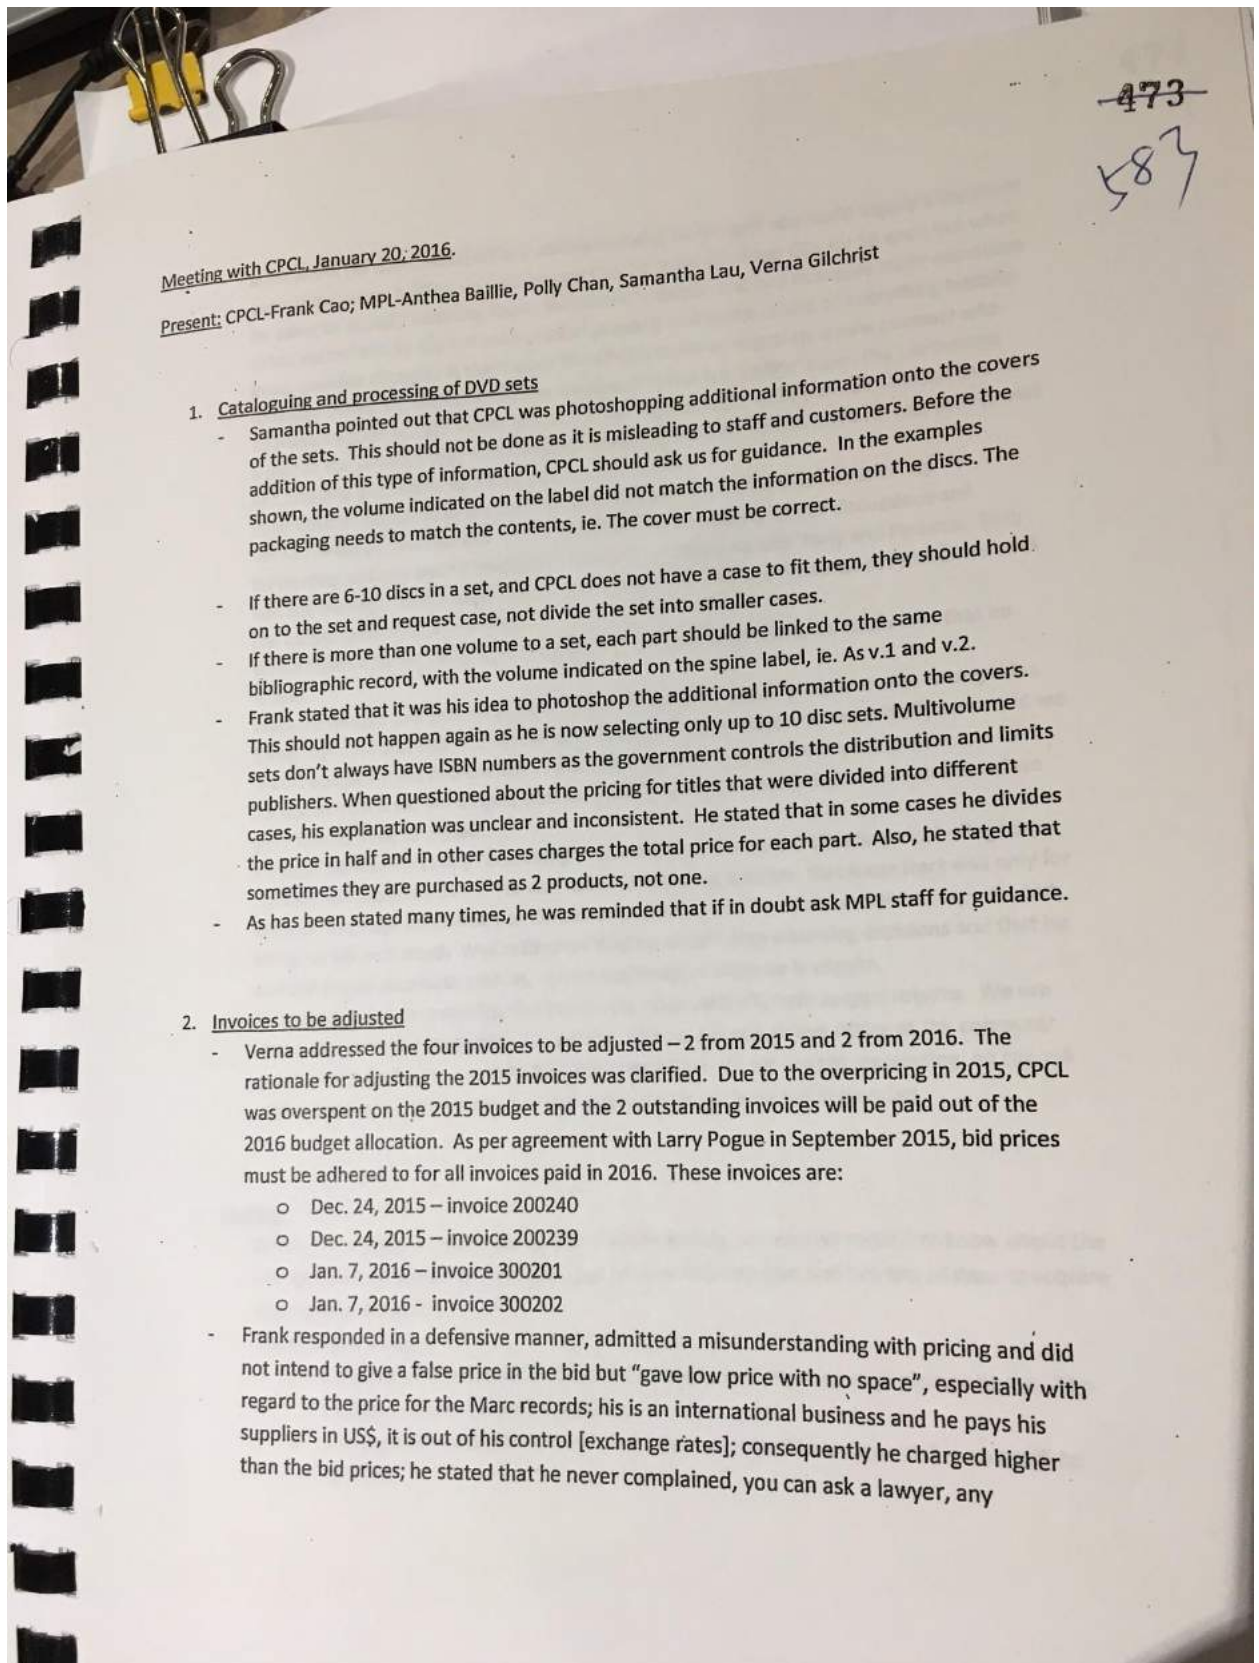 473
583
Meeting with CPCL, January 20, 2016.
Present: CPCL-Frank Cao; MPL-Anthea Baillie, Polly Chan, Samantha Lau, Verna Gilchrist
1. Cataloguing and processing of DVD sets
- Samantha pointed out that CPCL was photoshopping additional information onto the covers
of the sets. This should not be done as it is misleading to staff and customers. Before the
addition of this type of information, CPCL should ask us for guidance. In the examples
shown, the volume indicated on the label did not match the information on the discs. The
packaging needs to match the contents, ie. The cover must be correct.
- If there are 6-10 discs in a set, and CPCL does not have a case to fit them, they should hold
on to the set and request case, not divide the set into smaller cases.
- If there is more than one volume to a set, each part should be linked to the same
bibliographic record, with the volume indicated on the spine label, ie. As v.1 and v.2.
- Frank stated that it was his idea to photoshop the additional information onto the covers.
This should not happen again as he is now selecting only up to 10 disc sets. Multivolume
sets don't always have ISBN numbers as the government controls the distribution and limits
publishers. When questioned about the pricing for titles that were divided into different
cases, his explanation was unclear and inconsistent. He stated that in some cases he divides
the price in half and in other cases charges the total price for each part. Also, he stated that
sometimes they are purchased as 2 products, not one.
- As has been stated many times, he was reminded that if in doubt ask MPL staff for guidance.
2. Invoices to be adjusted
- Verna addressed the four invoices to be adjusted – 2 from 2015 and 2 from 2016. The
rationale for adjusting the 2015 invoices was clarified. Due to the overpricing in 2015, CPCL
was overspent on the 2015 budget and the 2 outstanding invoices will be paid out of the
2016 budget allocation. As per agreement with Larry Pogue in September 2015, bid prices
must be adhered to for all invoices paid in 2016. These invoices are:
o Dec. 24, 2015 – invoice 200240
o Dec. 24, 2015 – invoice 200239
o Jan. 7, 2016 – invoice 300201
o Jan. 7, 2016 - invoice 300202
- Frank responded in a defensive manner, admitted a misunderstanding with pricing and did
not intend to give a false price in the bid but "gave low price with no space", especially with
regard to the price for the Marc records; his is an international business and he pays his
suppliers in US$, it is out of his control [exchange rates]; consequently he charged higher
than the bid prices; he stated that he never complained, you can ask a lawyer, any